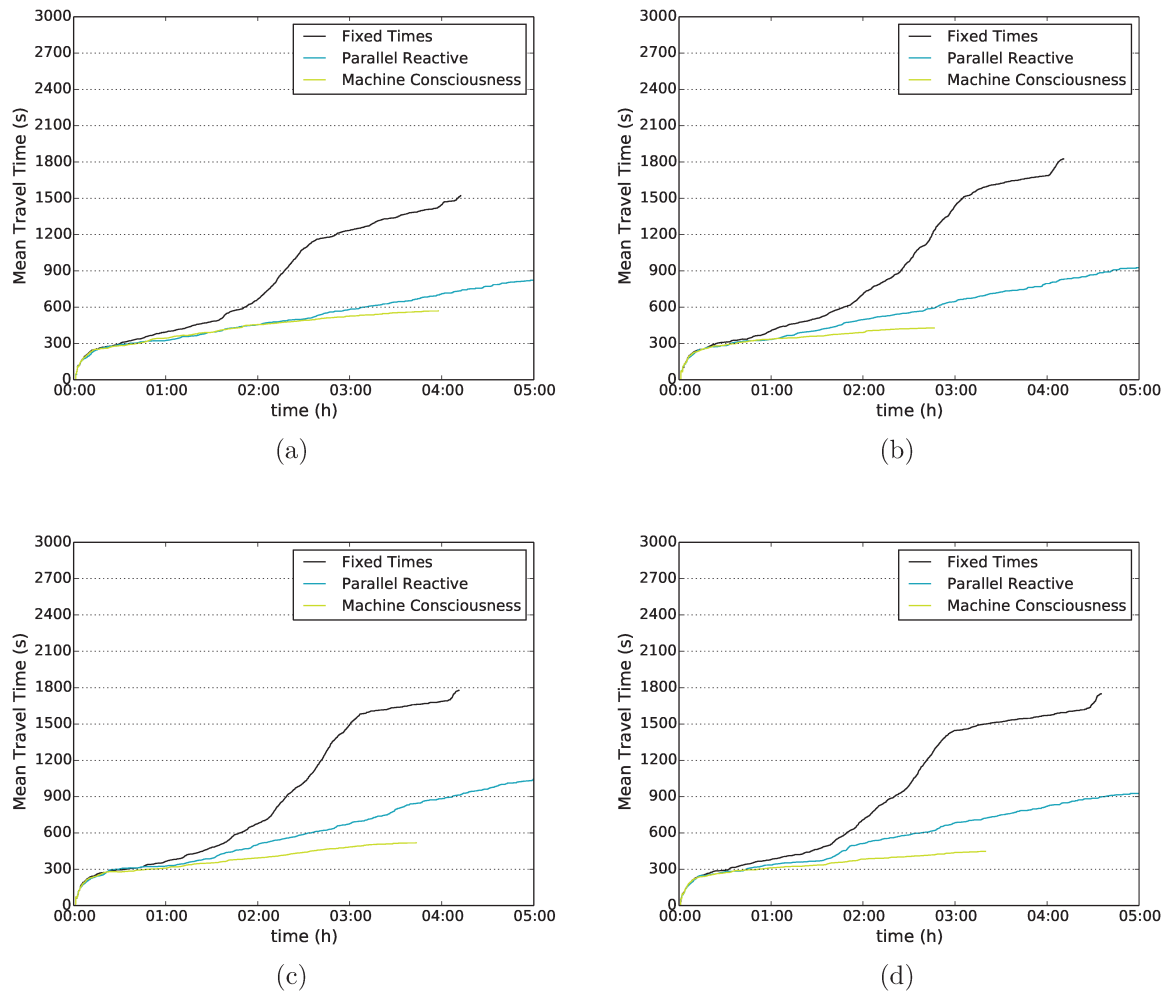 3000
2700
2400
2100
1800
1500
1200
900
600
300
0
Mean Travel Time (s)
Fixed Times
Parallel Reactive
Machine Consciousness
00:00 01:00 02:00 03:00 04:00 05:00
time (h)
(a)
3000
2700
2400
2100
1800
1500
1200
900
600
300
0
Mean Travel Time (s)
Fixed Times
Parallel Reactive
Machine Consciousness
00:00 01:00 02:00 03:00 04:00 05:00
time (h)
(b)
3000
2700
2400
2100
1800
1500
1200
900
600
300
0
Mean Travel Time (s)
Fixed Times
Parallel Reactive
Machine Consciousness
00:00 01:00 02:00 03:00 04:00 05:00
time (h)
(c)
3000
2700
2400
2100
1800
1500
1200
900
600
300
0
Mean Travel Time (s)
Fixed Times
Parallel Reactive
Machine Consciousness
00:00 01:00 02:00 03:00 04:00 05:00
time (h)
(d)